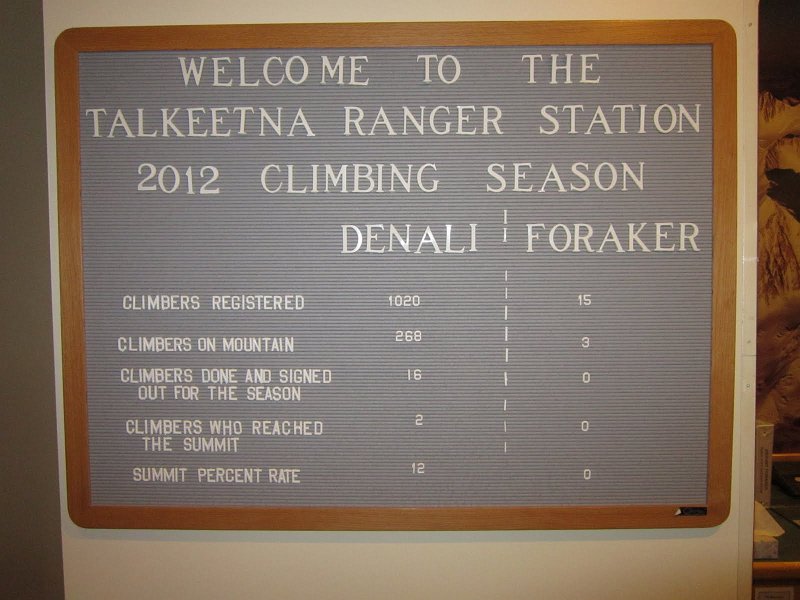 WELCOME TO THE
TALKEETNA RANGER STATION
2012 CLIMBING SEASON
DENALI FORAKER
CLIMBERS REGISTERED 1020 15
CLIMBERS ON MOUNTAIN 268 3
CLIMBERS DONE AND SIGNED 16 0
OUT FOR THE SEASON
CLIMBERS WHO REACHED 2 0
THE SUMMIT
SUMMIT PERCENT RATE 12 0